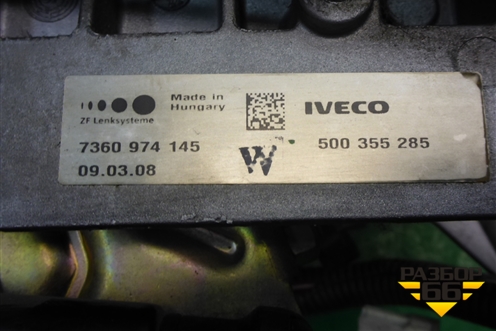 Made in
Hungary
ZF Lenksysteme
IVECO
7360 974 145
W
500 355 285
09.03.08
РАЗБОР
66